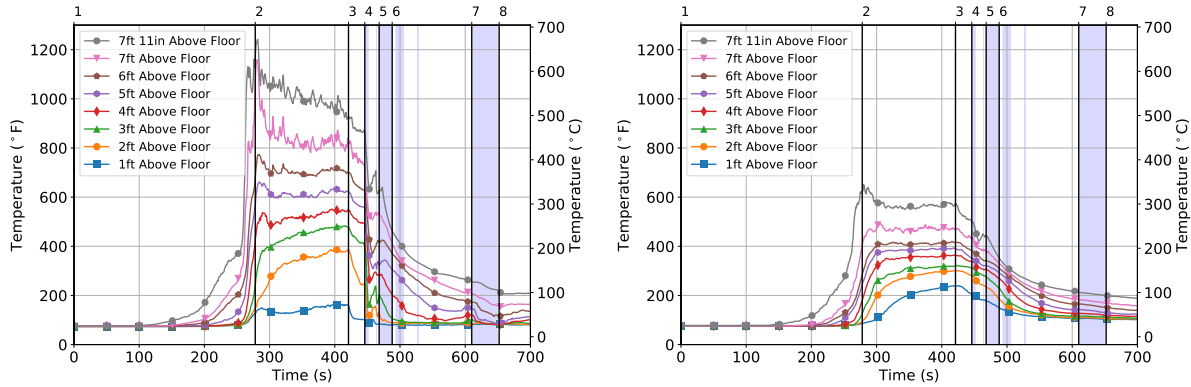 1 2 3 4 5 6 7 8
7ft 11in Above Floor
7ft Above Floor
6ft Above Floor
5ft Above Floor
4ft Above Floor
3ft Above Floor
2ft Above Floor
1ft Above Floor
Temperature (°F)
1200
1000
800
600
400
200
0
0 100 200 300 400 500 600 700
Time (s)
700
600
500
400
300
200
100
0
Temperature (°C)
1 2 3 4 5 6 7 8
7ft 11in Above Floor
7ft Above Floor
6ft Above Floor
5ft Above Floor
4ft Above Floor
3ft Above Floor
2ft Above Floor
1ft Above Floor
Temperature (°F)
1200
1000
800
600
400
200
0
0 100 200 300 400 500 600 700
Time (s)
700
600
500
400
300
200
100
0
Temperature (°C)